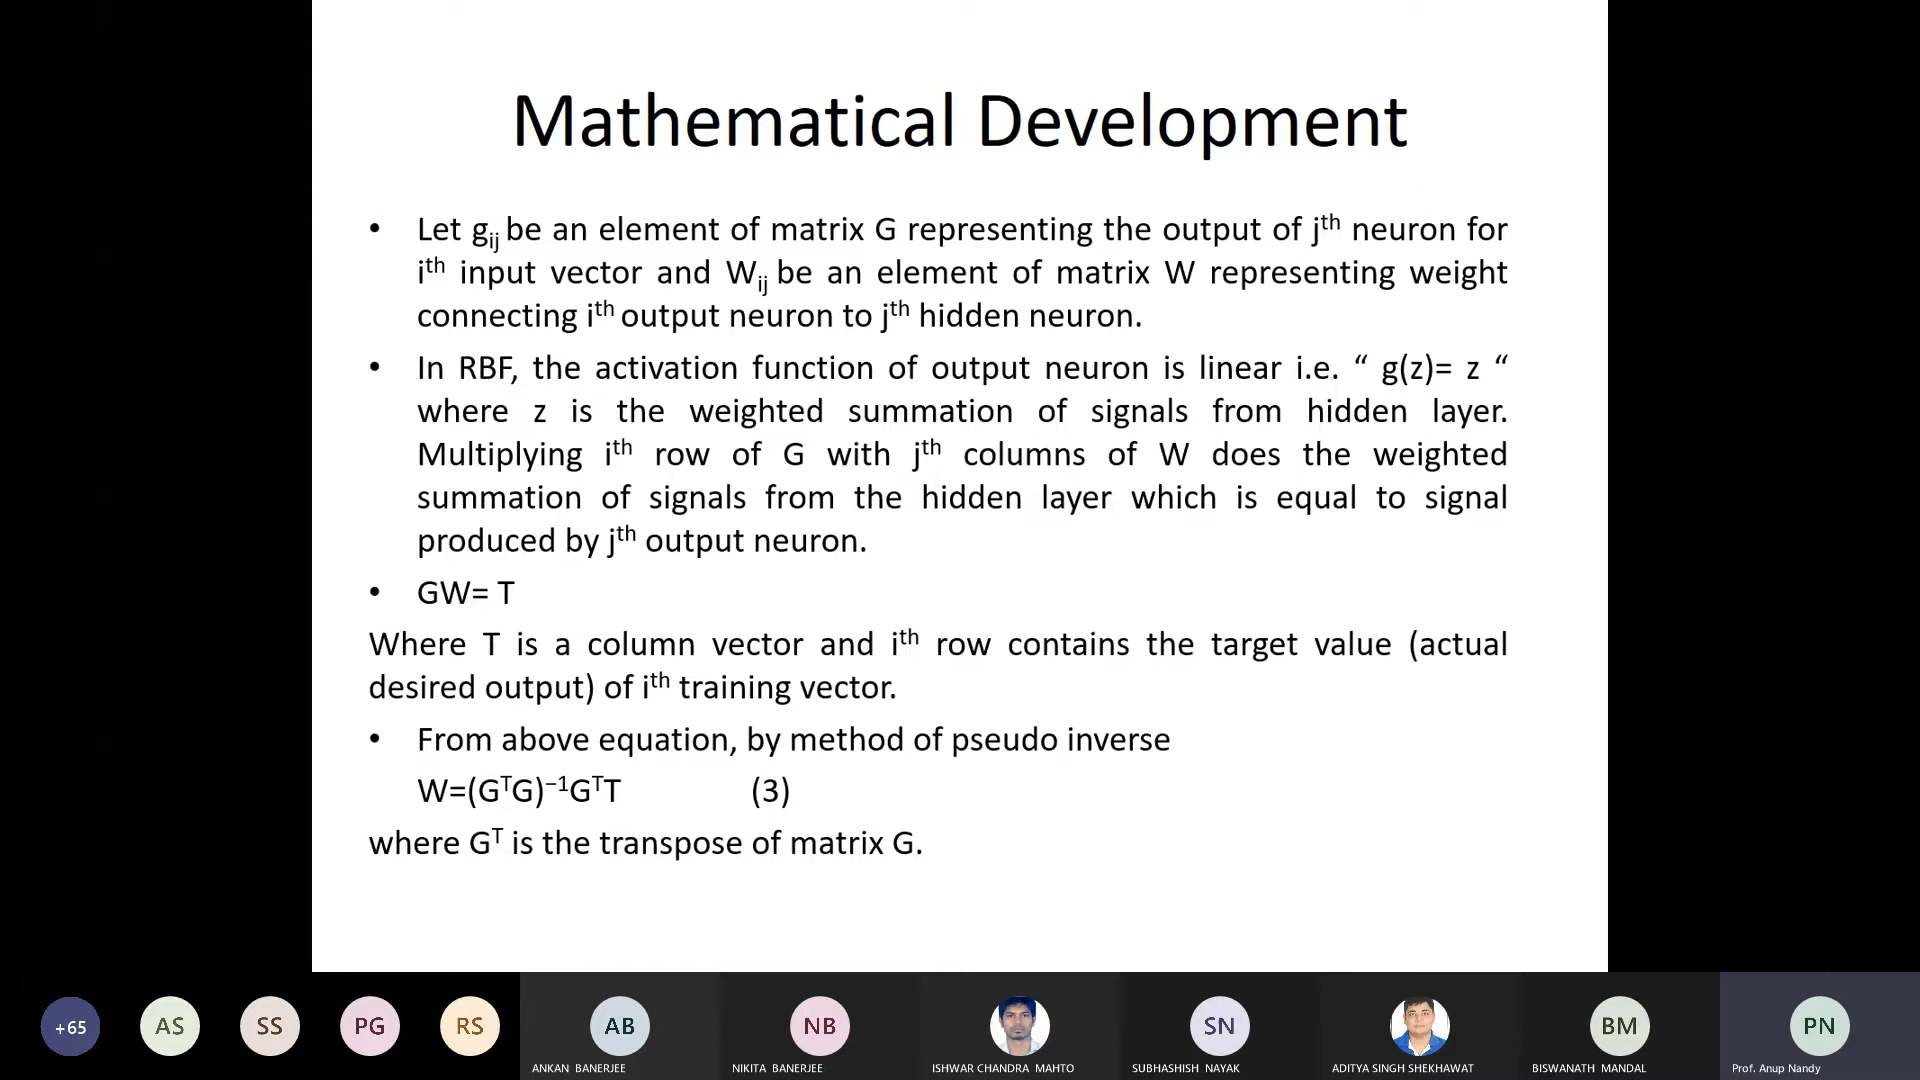 Mathematical Development
• Let gij be an element of matrix G representing the output of jth neuron for
ith input vector and Wij be an element of matrix W representing weight
connecting ith output neuron to jth hidden neuron.
• In RBF, the activation function of output neuron is linear i.e. “ g(z)= z “
where z is the weighted summation of signals from hidden layer.
Multiplying ith row of G with jth columns of W does the weighted
summation of signals from the hidden layer which is equal to signal
produced by jth output neuron.
• GW= T
Where T is a column vector and ith row contains the target value (actual
desired output) of ith training vector.
• From above equation, by method of pseudo inverse
W=(GᵀG)⁻¹GᵀT (3)
where Gᵀ is the transpose of matrix G.
+65 AS SS PG RS AB NB SN BM PN
ANKAN BANERJEE NIKITA BANERJEE ISHWAR CHANDRA MAHTO SUBHASHISH NAYAK ADITYA SINGH SHEKHAWAT BISWANATH MANDAL Prof. Anup Nandy